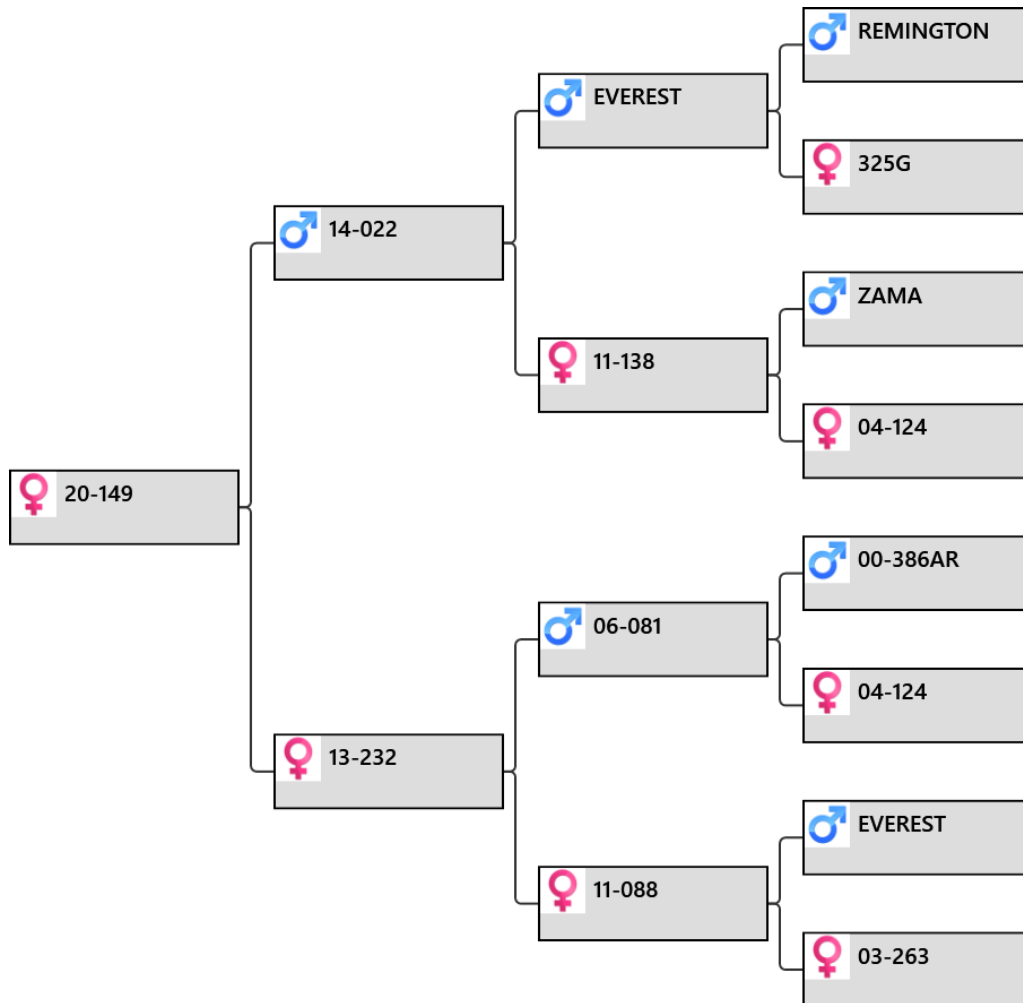 REMINGTON
EVEREST
325G
14-022
ZAMA
11-138
04-124
20-149
00-386AR
06-081
04-124
13-232
EVEREST
11-088
03-263